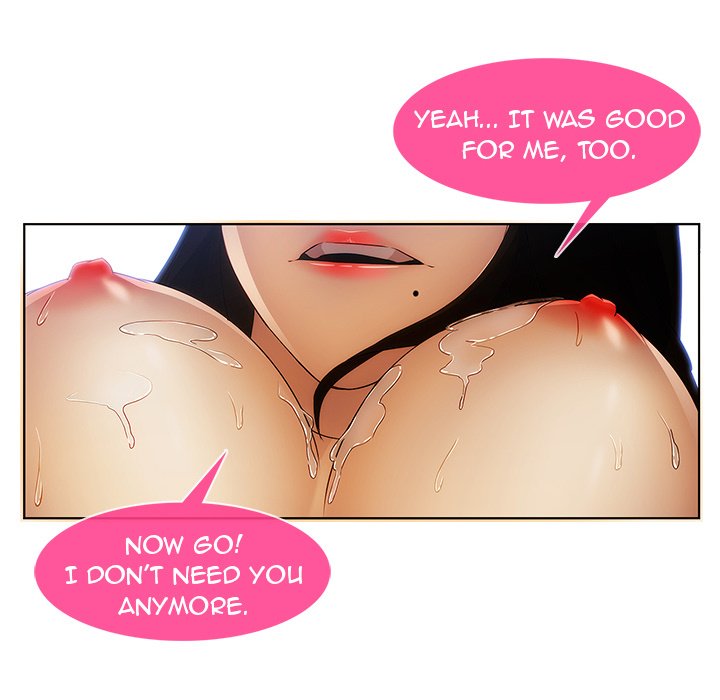 YEAH... IT WAS GOOD
FOR ME, TOO.
NOW GO!
I DON'T NEED YOU
ANYMORE.